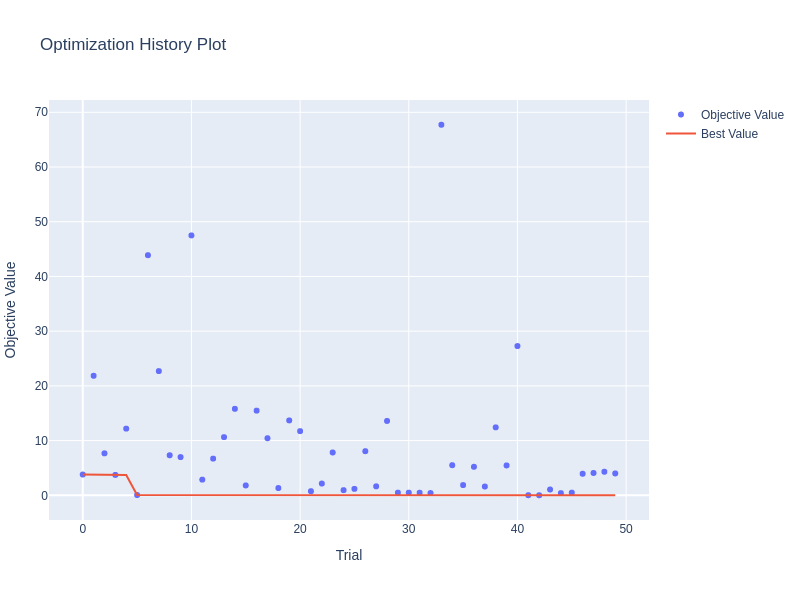 Optimization History Plot
Objective Value
Best Value
70
60
50
40
30
20
10
0
Objective Value
0 10 20 30 40 50
Trial